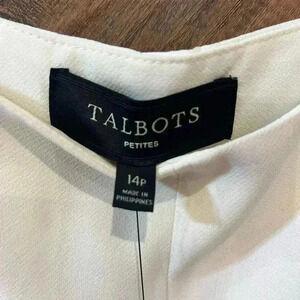 TALBOTS
PETITES
14P
MADE IN
PHILIPPINES